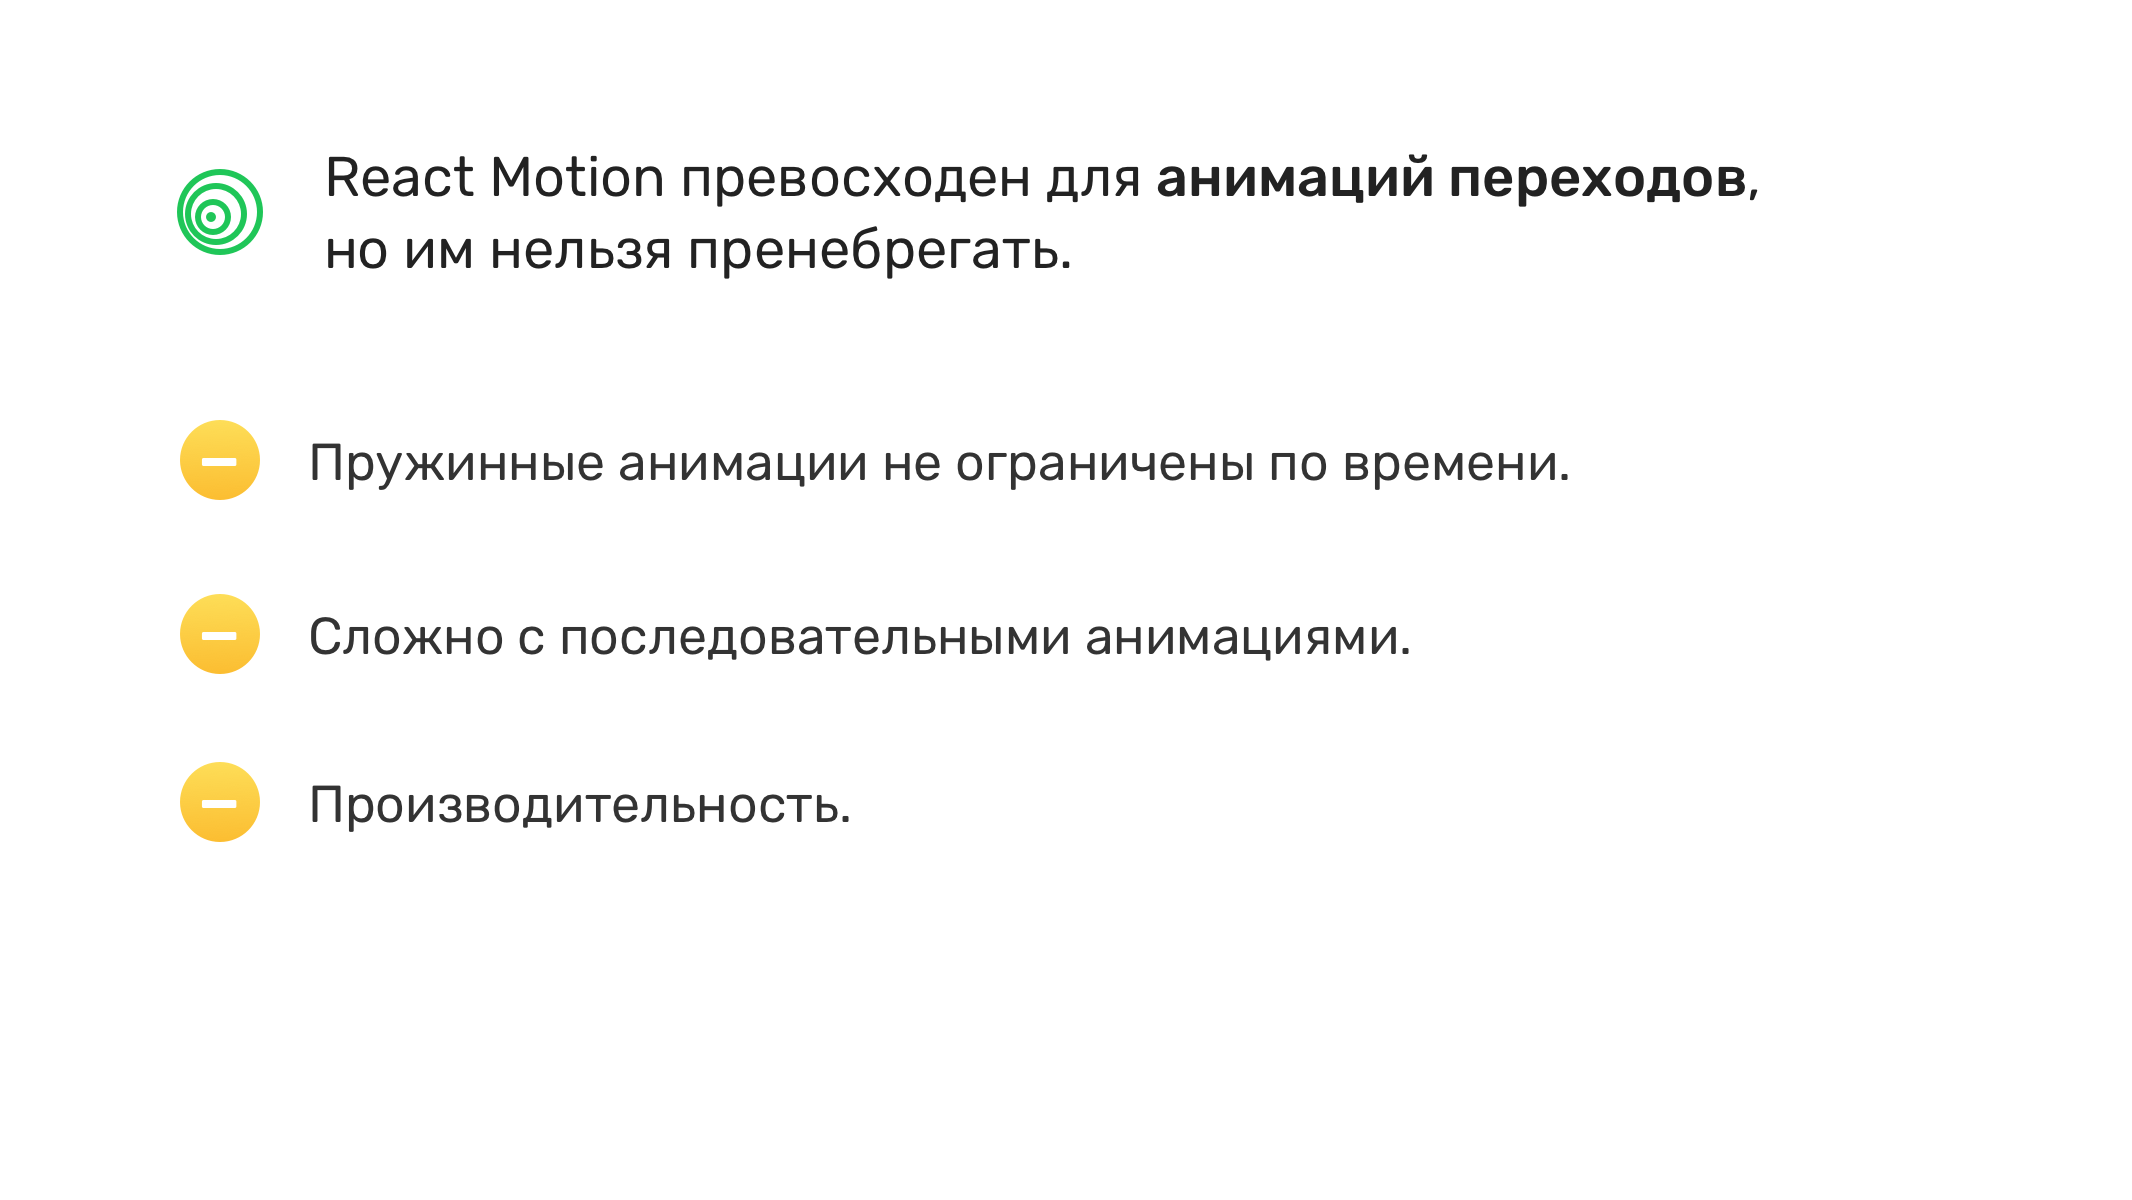 React Motion превосходен для анимаций переходов,
но им нельзя пренебрегать.
Пружинные анимации не ограничены по времени.
Сложно с последовательными анимациями.
Производительность.